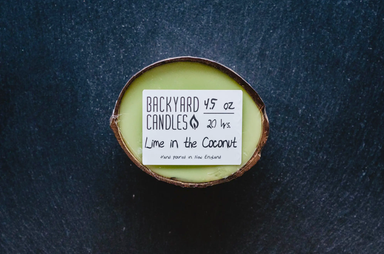 BACKYARD 4.5 oz
CANDLES 20 hrs.
Lime in the Coconut
Hand poured in New England